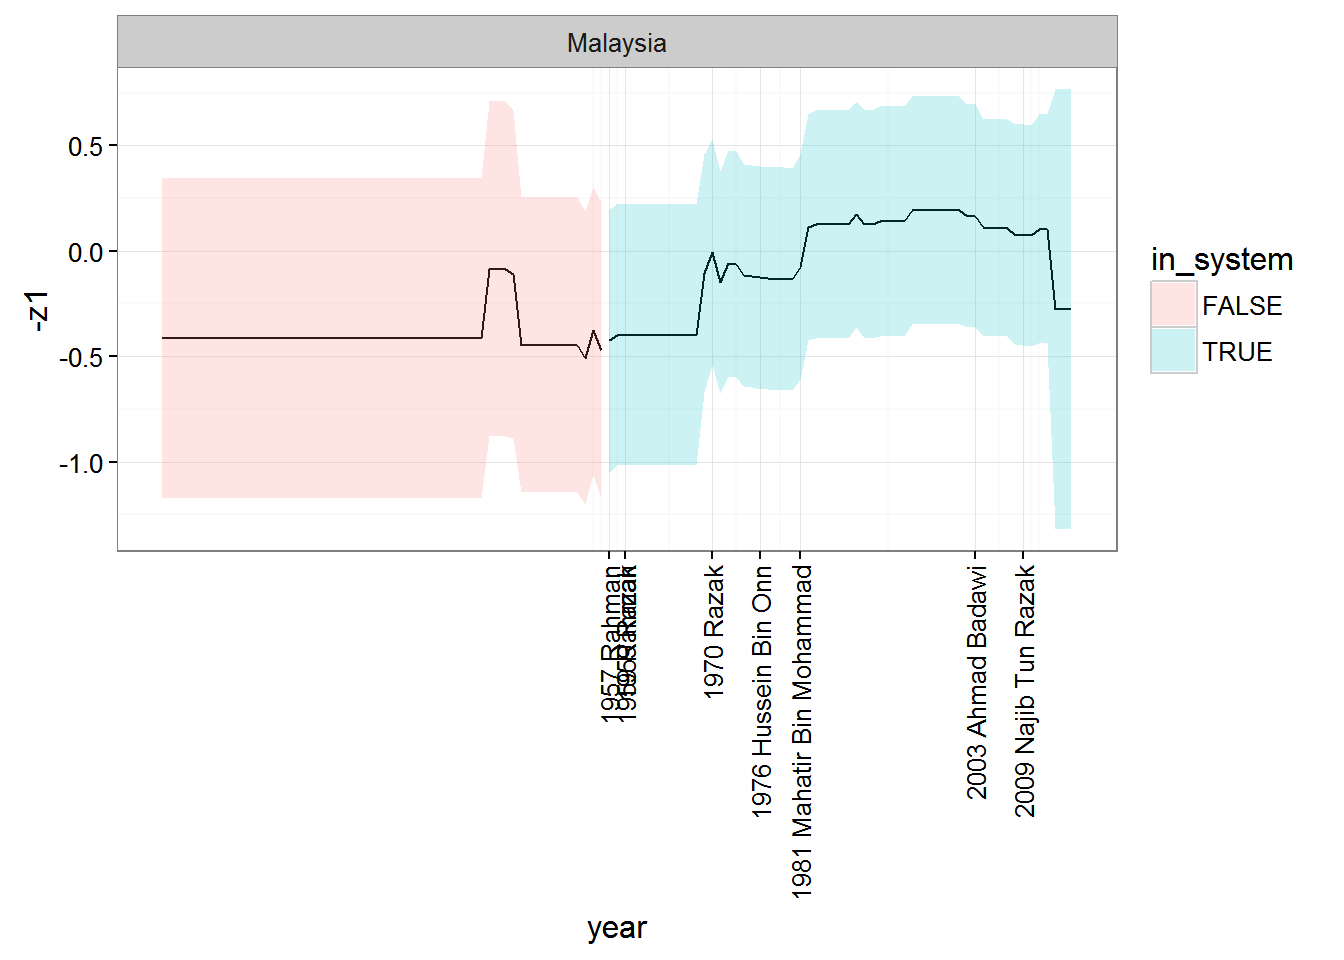 Malaysia
0.5
0.0
-0.5
-1.0
-z1
in_system
FALSE
TRUE
1957 Rahman
1970 Razak
1976 Hussein Bin Onn
1981 Mahatir Bin Mohammad
2003 Ahmad Badawi
2009 Najib Tun Razak
year